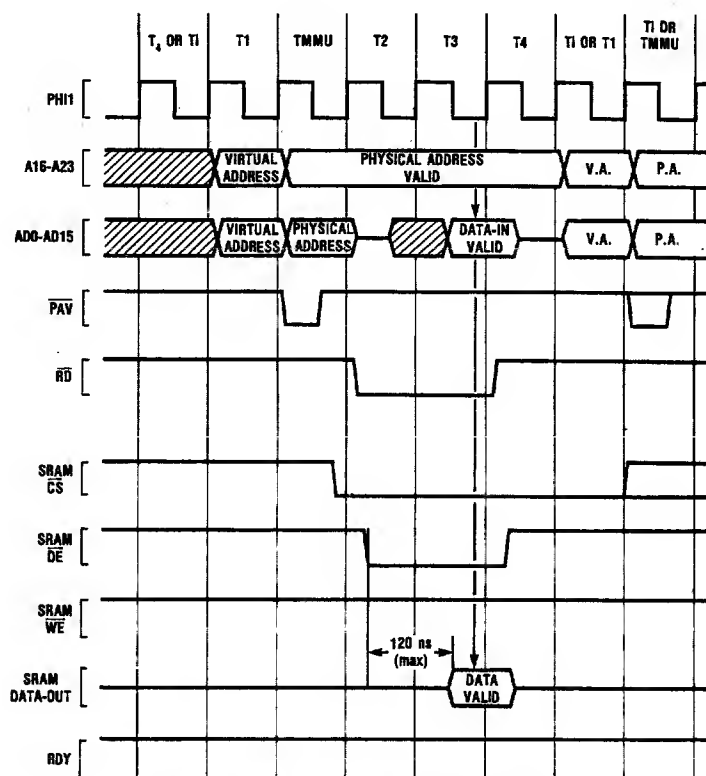 T4 OR Ti T1 TMMU T2 T3 T4 Ti OR T1 Ti OR
TMMU
PHI1
A16-A23 VIRTUAL
ADDRESS PHYSICAL ADDRESS
VALID V.A. P.A.
AD0-AD15 VIRTUAL
ADDRESS PHYSICAL
ADDRESS DATA-IN
VALID V.A. P.A.
PAV
RD
SRAM
CS
SRAM
DE
SRAM
WE
120 ns
(max)
SRAM
DATA-OUT DATA
VALID
RDY